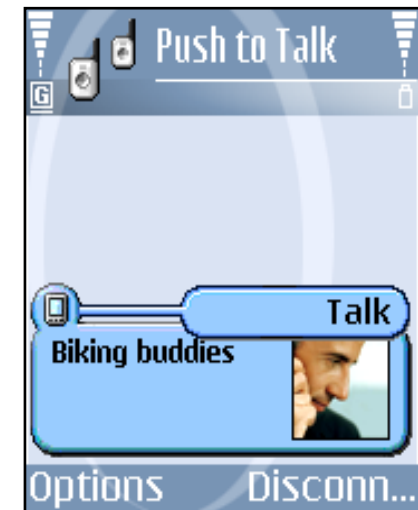 Push to Talk
G
Talk
Biking buddies
Options Disconn...